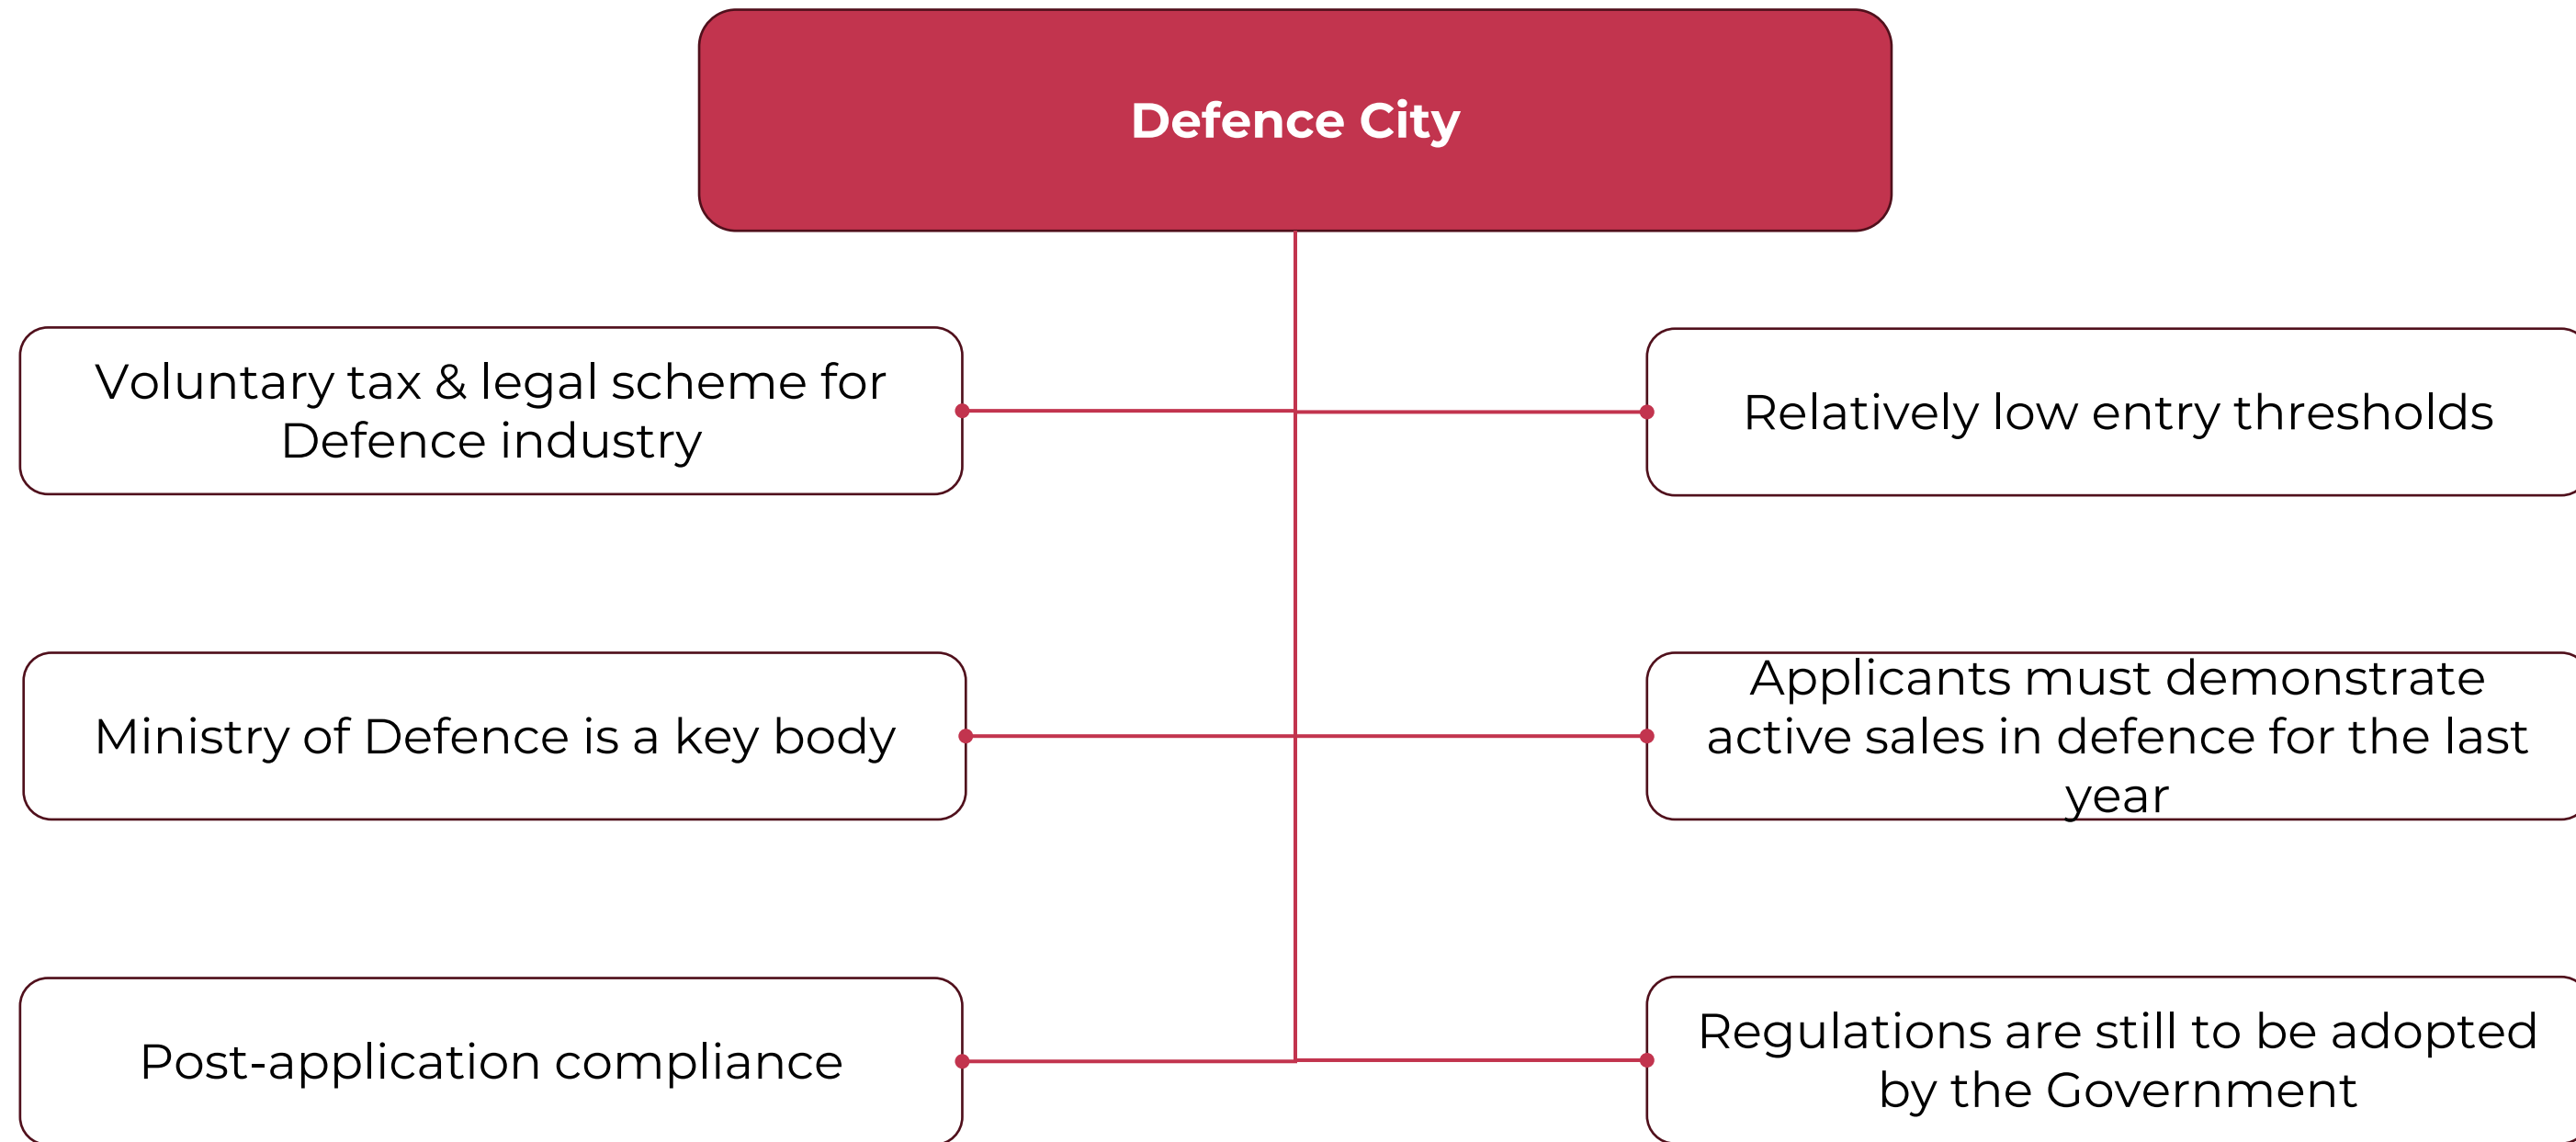 Defence City
Voluntary tax & legal scheme for
Defence industry
Relatively low entry thresholds
Ministry of Defence is a key body
Applicants must demonstrate
active sales in defence for the last
year
Post-application compliance
Regulations are still to be adopted
by the Government